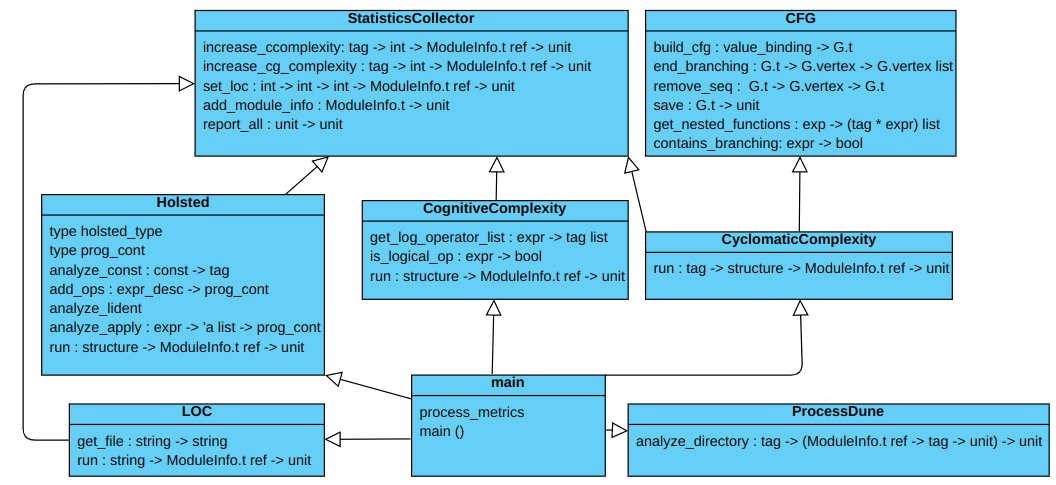 StatisticsCollector
increase_ccomplexity: tag -> int -> ModuleInfo.t ref -> unit
increase_cg_complexity : tag -> int -> ModuleInfo.t ref -> unit
set_loc : int -> int -> int -> ModuleInfo.t ref -> unit
add_module_info : ModuleInfo.t -> unit
report_all : unit -> unit
CFG
build_cfg : value_binding -> G.t
end_branching : G.t -> G.vertex -> G.vertex list
remove_seq :  G.t -> G.vertex -> G.t
save : G.t -> unit
get_nested_functions : exp -> (tag * expr) list
contains_branching: expr -> bool
Holsted
type holsted_type
type prog_cont
analyze_const : const -> tag
add_ops : expr_desc -> prog_cont
analyze_lident
analyze_apply : expr -> 'a list -> prog_cont
run : structure -> ModuleInfo.t ref -> unit
CognitiveComplexity
get_log_operator_list : expr -> tag list
is_logical_op : expr -> bool
run : structure -> ModuleInfo.t ref -> unit
CyclomaticComplexity
run : tag -> structure -> ModuleInfo.t ref -> unit
LOC
get_file : string -> string
run : string -> ModuleInfo.t ref -> unit
main
process_metrics
main ()
ProcessDune
analyze_directory : tag -> (ModuleInfo.t ref -> tag -> unit) -> unit